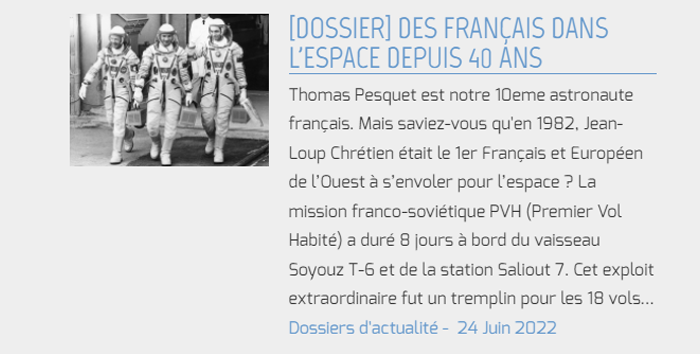 [DOSSIER] DES FRANÇAIS DANS
L'ESPACE DEPUIS 40 ANS
Thomas Pesquet est notre 10eme astronaute
français. Mais saviez-vous qu'en 1982, Jean-
Loup Chrétien était le 1er Français et Européen
de l'Ouest à s'envoler pour l'espace ? La
mission franco-soviétique PVH (Premier Vol
Habité) a duré 8 jours à bord du vaisseau
Soyouz T-6 et de la station Saliout 7. Cet exploit
extraordinaire fut un tremplin pour les 18 vols...
Dossiers d'actualité - 24 Juin 2022